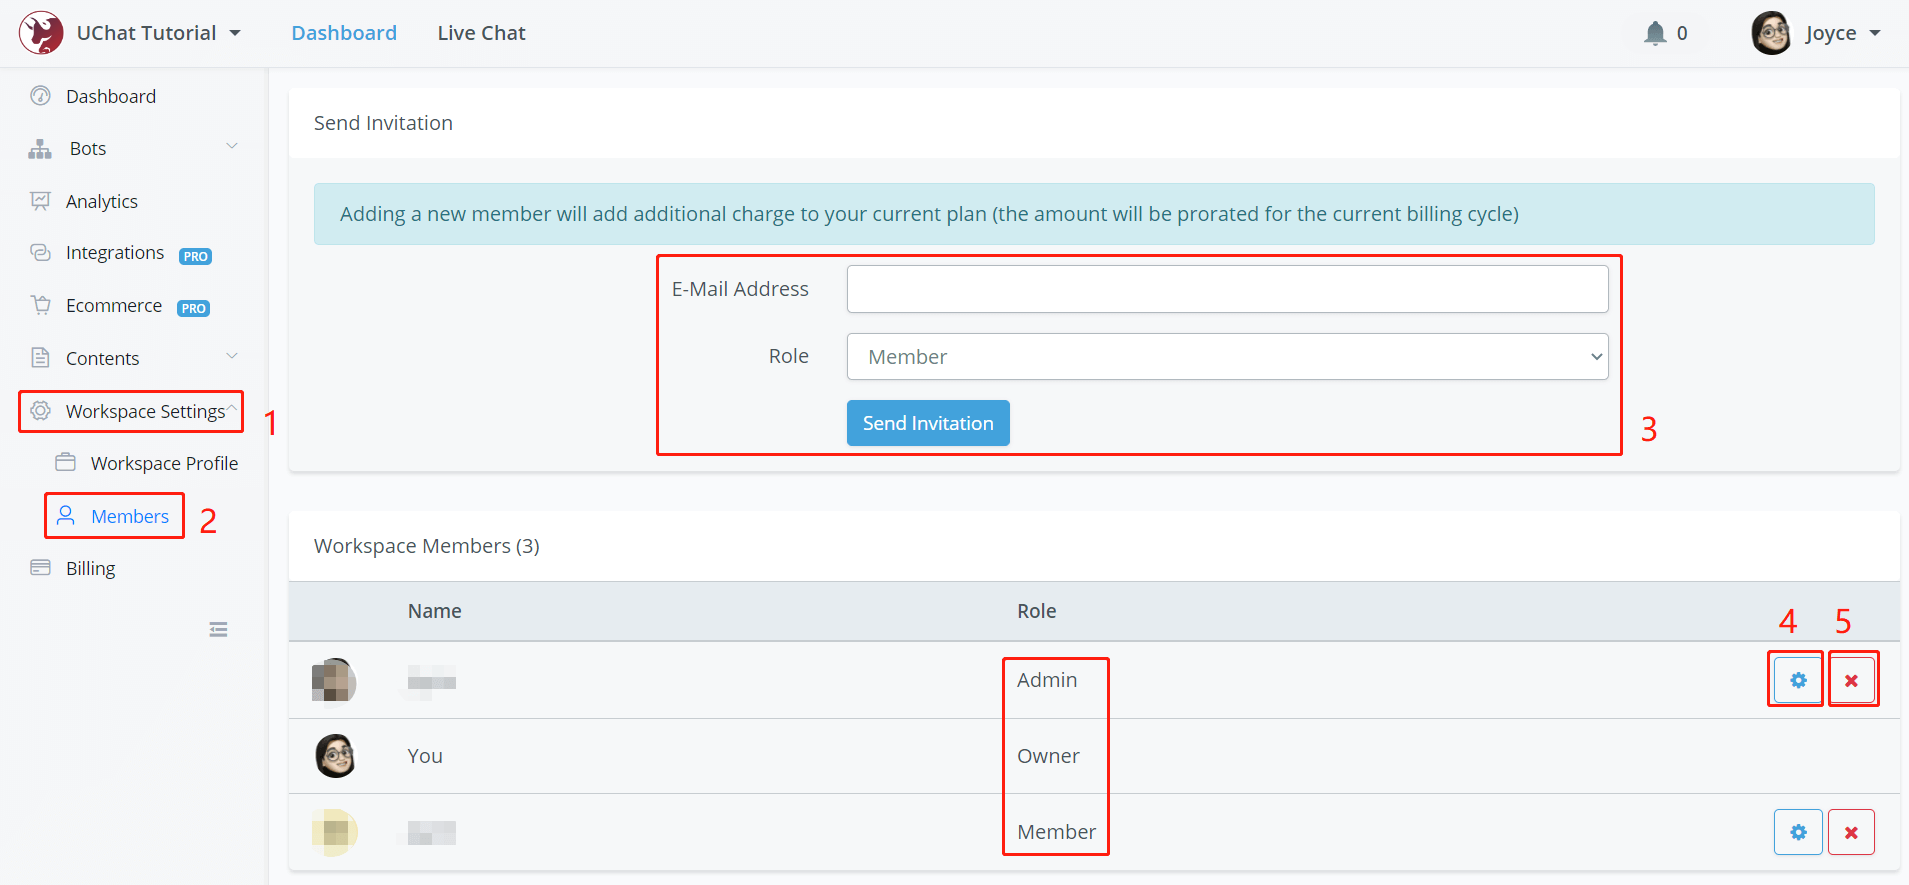 UChat Tutorial
Dashboard
Live Chat
0
Joyce
Dashboard
Bots
Analytics
Integrations PRO
Ecommerce PRO
Contents
Workspace Settings
1
Workspace Profile
Members
2
Billing
Send Invitation
Adding a new member will add additional charge to your current plan (the amount will be prorated for the current billing cycle)
E-Mail Address
Role
Member
Send Invitation
3
Workspace Members (3)
Name
Role
4
5
Admin
You
Owner
Member